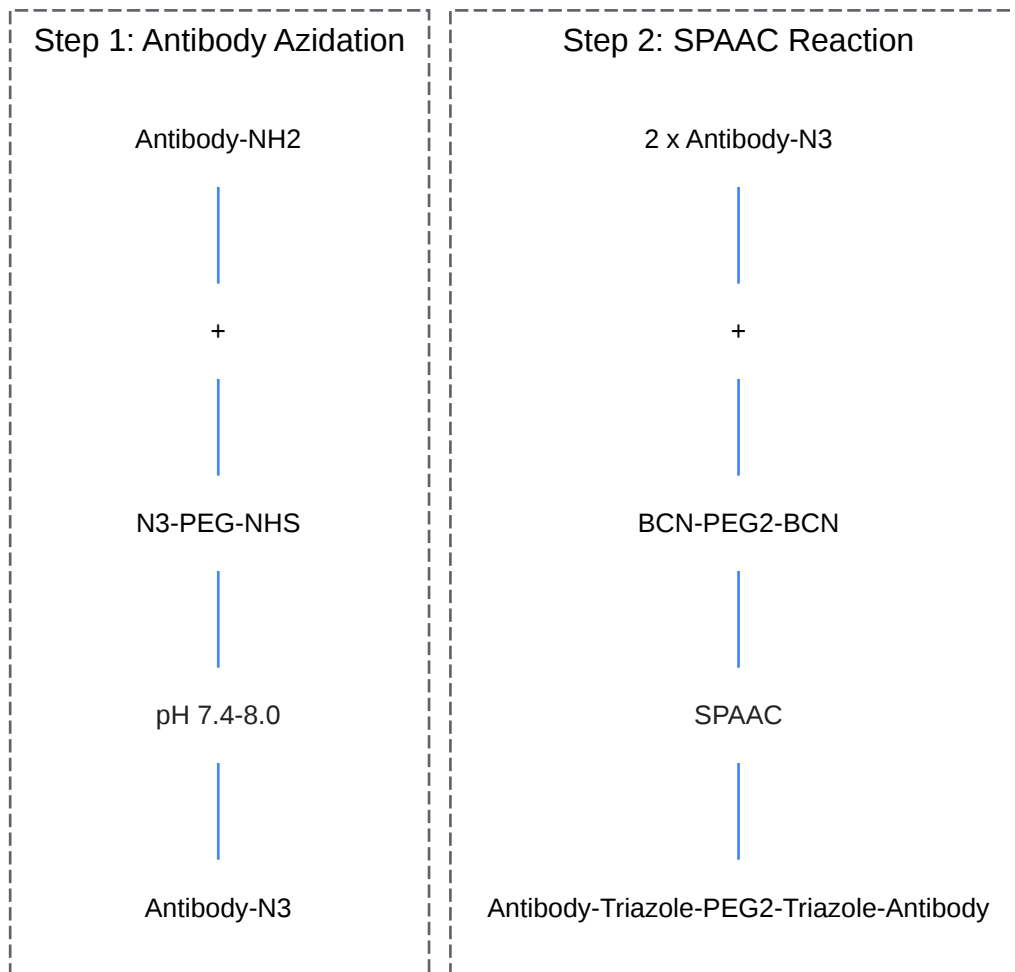 Step 1: Antibody Azidation
Antibody-NH2
+
N3-PEG-NHS
pH 7.4-8.0
Antibody-N3
Step 2: SPAAC Reaction
2 x Antibody-N3
+
BCN-PEG2-BCN
SPAAC
Antibody-Triazole-PEG2-Triazole-Antibody